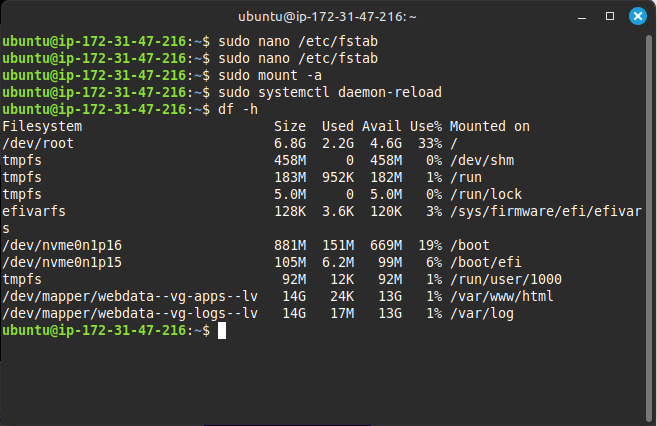 ubuntu@ip-172-31-47-216: ~
ubuntu@ip-172-31-47-216:~$ sudo nano /etc/fstab
ubuntu@ip-172-31-47-216:~$ sudo nano /etc/fstab
ubuntu@ip-172-31-47-216:~$ sudo mount -a
ubuntu@ip-172-31-47-216:~$ sudo systemctl daemon-reload
ubuntu@ip-172-31-47-216:~$ df -h
Filesystem                        Size  Used Avail Use% Mounted on
/dev/root                         6.8G  2.2G  4.6G  33% /
tmpfs                             458M     0  458M   0% /dev/shm
tmpfs                             183M  952K  182M   1% /run
tmpfs                             5.0M     0  5.0M   0% /run/lock
efivarfs                          128K  3.6K  120K   3% /sys/firmware/efi/efivar
s
/dev/nvme0n1p16                   881M  151M  669M  19% /boot
/dev/nvme0n1p15                   105M  6.2M   99M   6% /boot/efi
tmpfs                              92M   12K   92M   1% /run/user/1000
/dev/mapper/webdata--vg-apps--lv   14G   24K   13G   1% /var/www/html
/dev/mapper/webdata--vg-logs--lv   14G   17M   13G   1% /var/log
ubuntu@ip-172-31-47-216:~$